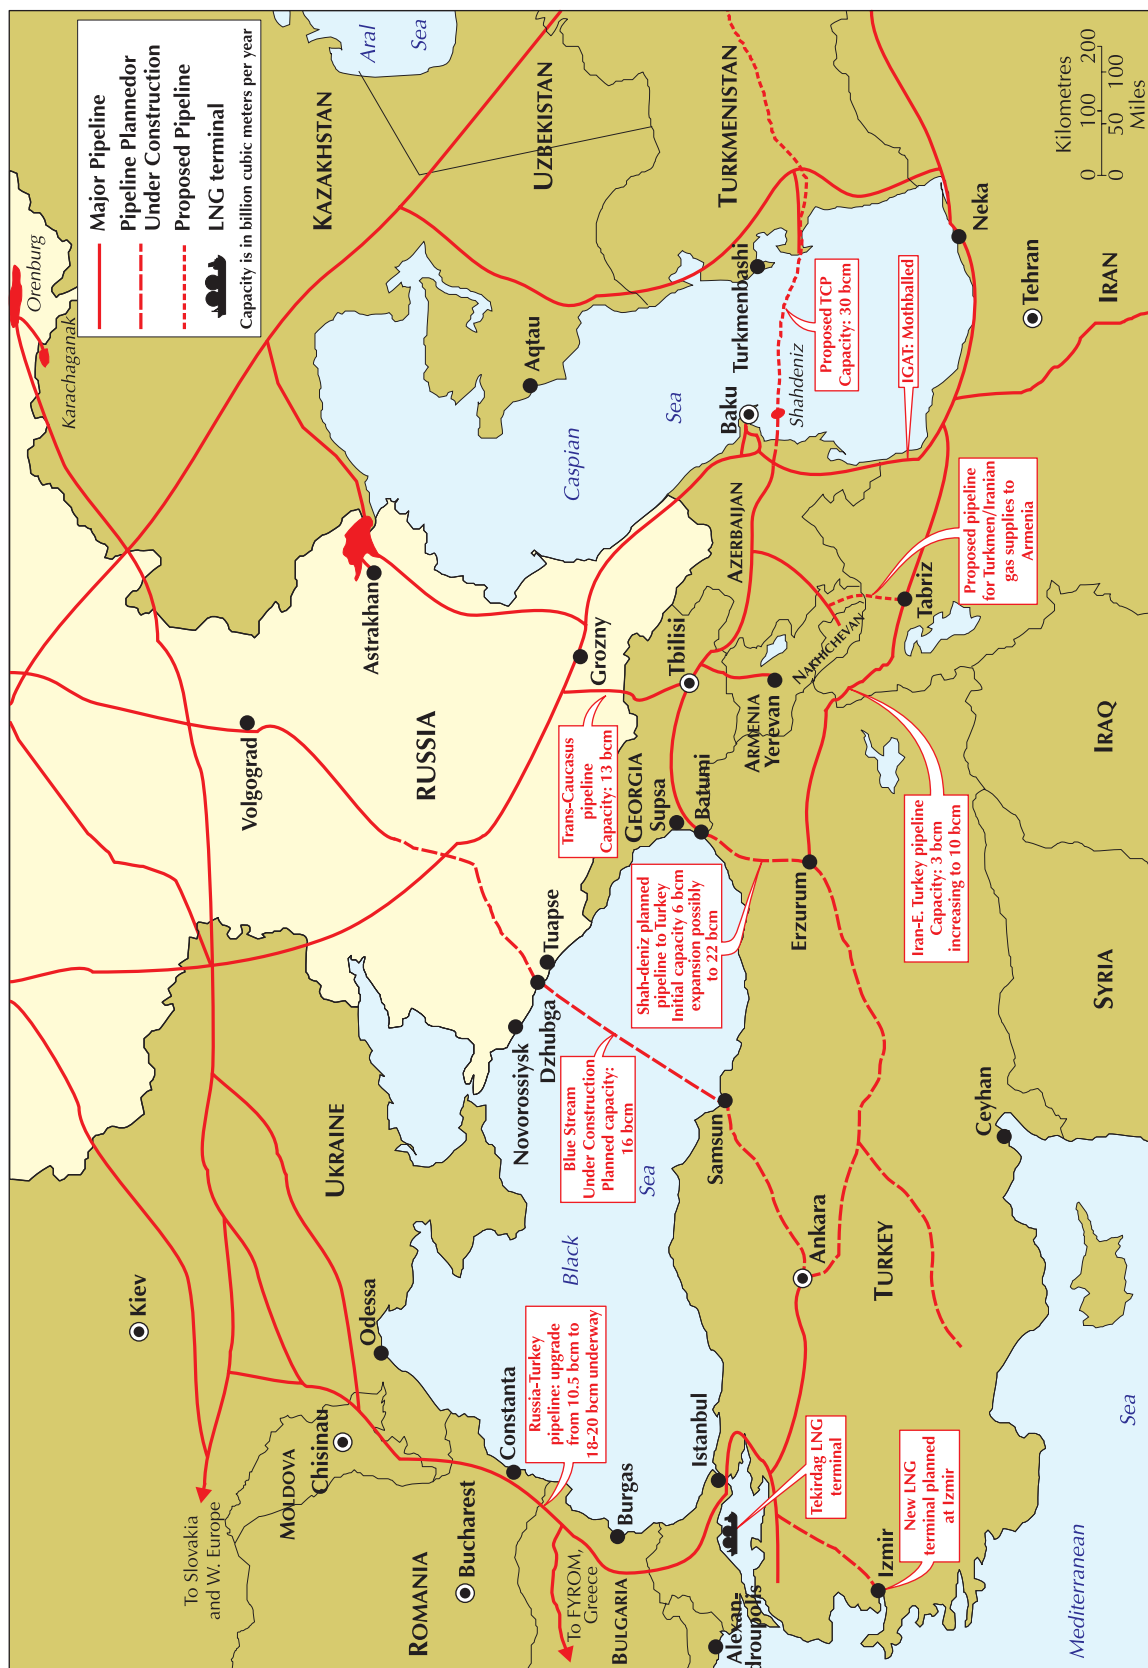 Major Pipeline
Pipeline Plannedor
Under Construction
Proposed Pipeline
LNG terminal
Capacity is in billion cubic meters per year
Aral
Sea
Orenburg
Karachaganak
KAZAKHSTAN
UZBEKISTAN
TURKMENISTAN
Kilometres
0 100 200
0 50 100
Miles
Neka
Tehran
IRAN
Turkmenbashi
Aqtau
Proposed TCP
Capacity: 30 bcm
IGAT: Mothballed
Shahdeniz
Baku
Sea
Caspian
AZERBAIJAN
Proposed pipeline
for Turkmen/Iranian
gas supplies to
Armenia
Tabriz
Astrakhan
Grozny
Tbilisi
NAKHICHEVAN
ARMENIA
Yerevan
Volgograd
RUSSIA
Trans-Caucasus
pipeline
Capacity: 13 bcm
GEORGIA
Supsa
Batumi
IRAQ
Iran-E. Turkey pipeline
Capacity: 3 bcm
increasing to 10 bcm
Shah-deniz planned
pipeline to Turkey
Initial capacity 6 bcm
expansion possibly
to 22 bcm
Erzurum
Tuapse
Dzhubga
Novorossiysk
SYRIA
Blue Stream
Under Construction
Planned capacity:
16 bcm
Samsun
Ceyhan
UKRAINE
Sea
Black
Ankara
TURKEY
Kiev
Odessa
Russia-Turkey
pipeline: upgrade
from 10.5 bcm to
18-20 bcm underway
Constanta
Istanbul
Tekirdag LNG
terminal
New LNG
terminal planned
at Izmir
Izmir
Sea
Mediterranean
MOLDOVA
Chisinau
To Slovakia
and W. Europe
Bucharest
ROMANIA
Burgas
To FYROM,
Greece
BULGARIA
Alexan-
droupolis